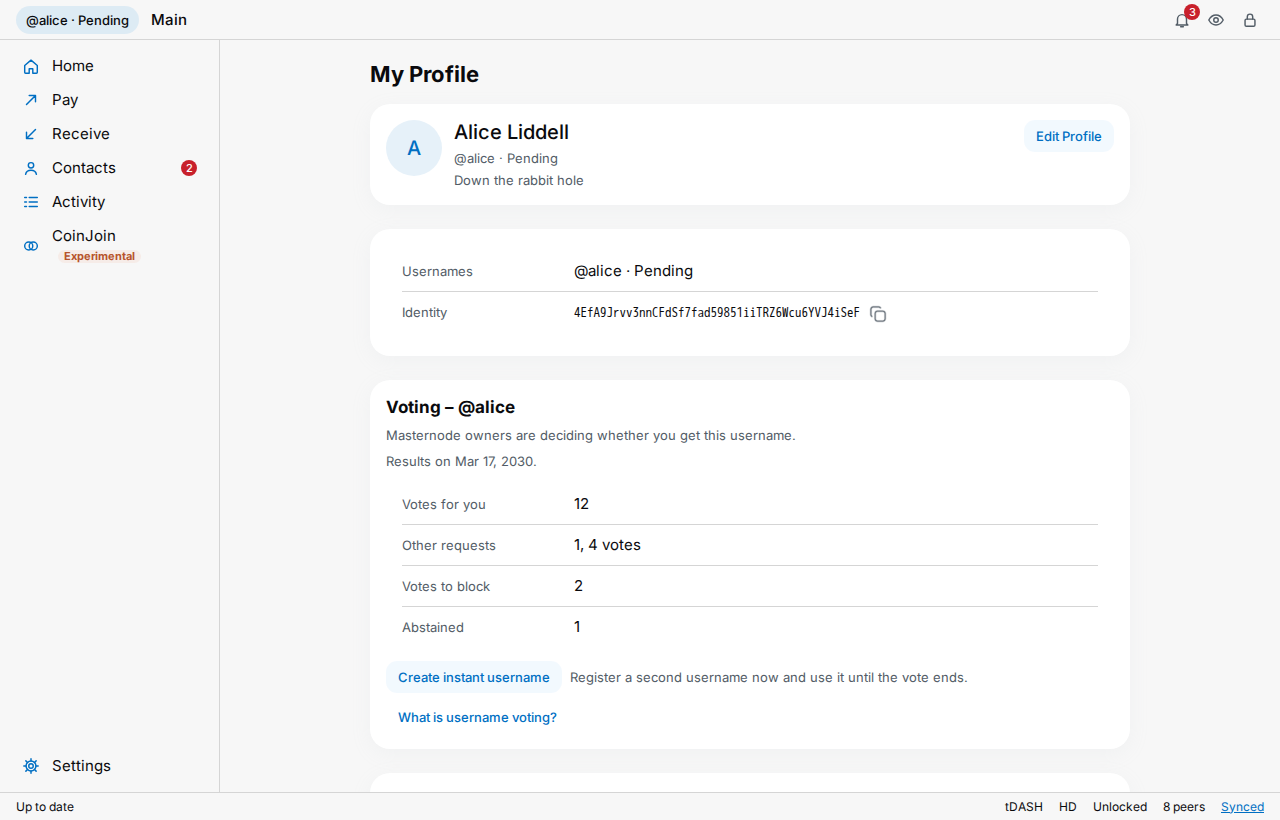 @alice · Pending Main 3
Home
Pay
Receive
Contacts 2
Activity
CoinJoin
Experimental
Settings
My Profile
A
Alice Liddell
@alice · Pending
Down the rabbit hole
Edit Profile
Usernames @alice · Pending
Identity 4EfA9Jrvv3nnCFdSf7fad59851iiTRZ6Wcu6YVJ4iSeF
Voting – @alice
Masternode owners are deciding whether you get this username.
Results on Mar 17, 2030.
Votes for you 12
Other requests 1, 4 votes
Votes to block 2
Abstained 1
Create instant username Register a second username now and use it until the vote ends.
What is username voting?
Up to date tDASH HD Unlocked 8 peers Synced